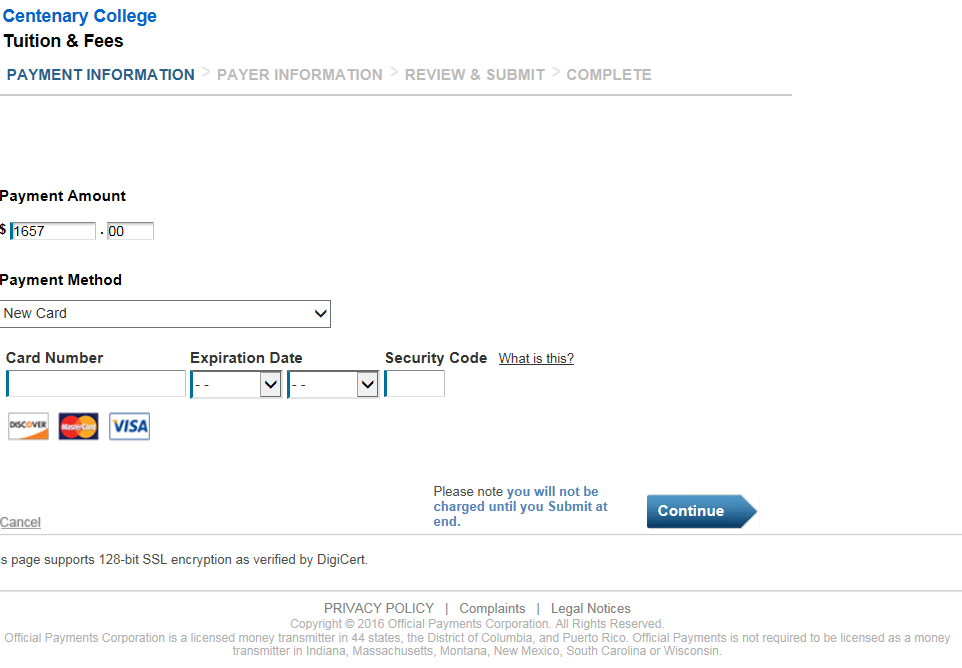 Centenary College
Tuition & Fees
PAYMENT INFORMATION > PAYER INFORMATION > REVIEW & SUBMIT > COMPLETE
Payment Amount
$ 1657 . 00
Payment Method
New Card
Card Number Expiration Date Security Code What is this?
- - - -
DISCOVER MasterCard VISA
Please note you will not be
charged until you Submit at
end.
Continue
Cancel
s page supports 128-bit SSL encryption as verified by DigiCert.
PRIVACY POLICY | Complaints | Legal Notices
Copyright © 2016 Official Payments Corporation. All Rights Reserved.
Official Payments Corporation is a licensed money transmitter in 44 states, the District of Columbia, and Puerto Rico. Official Payments is not required to be licensed as a money
transmitter in Indiana, Massachusetts, Montana, New Mexico, South Carolina or Wisconsin.